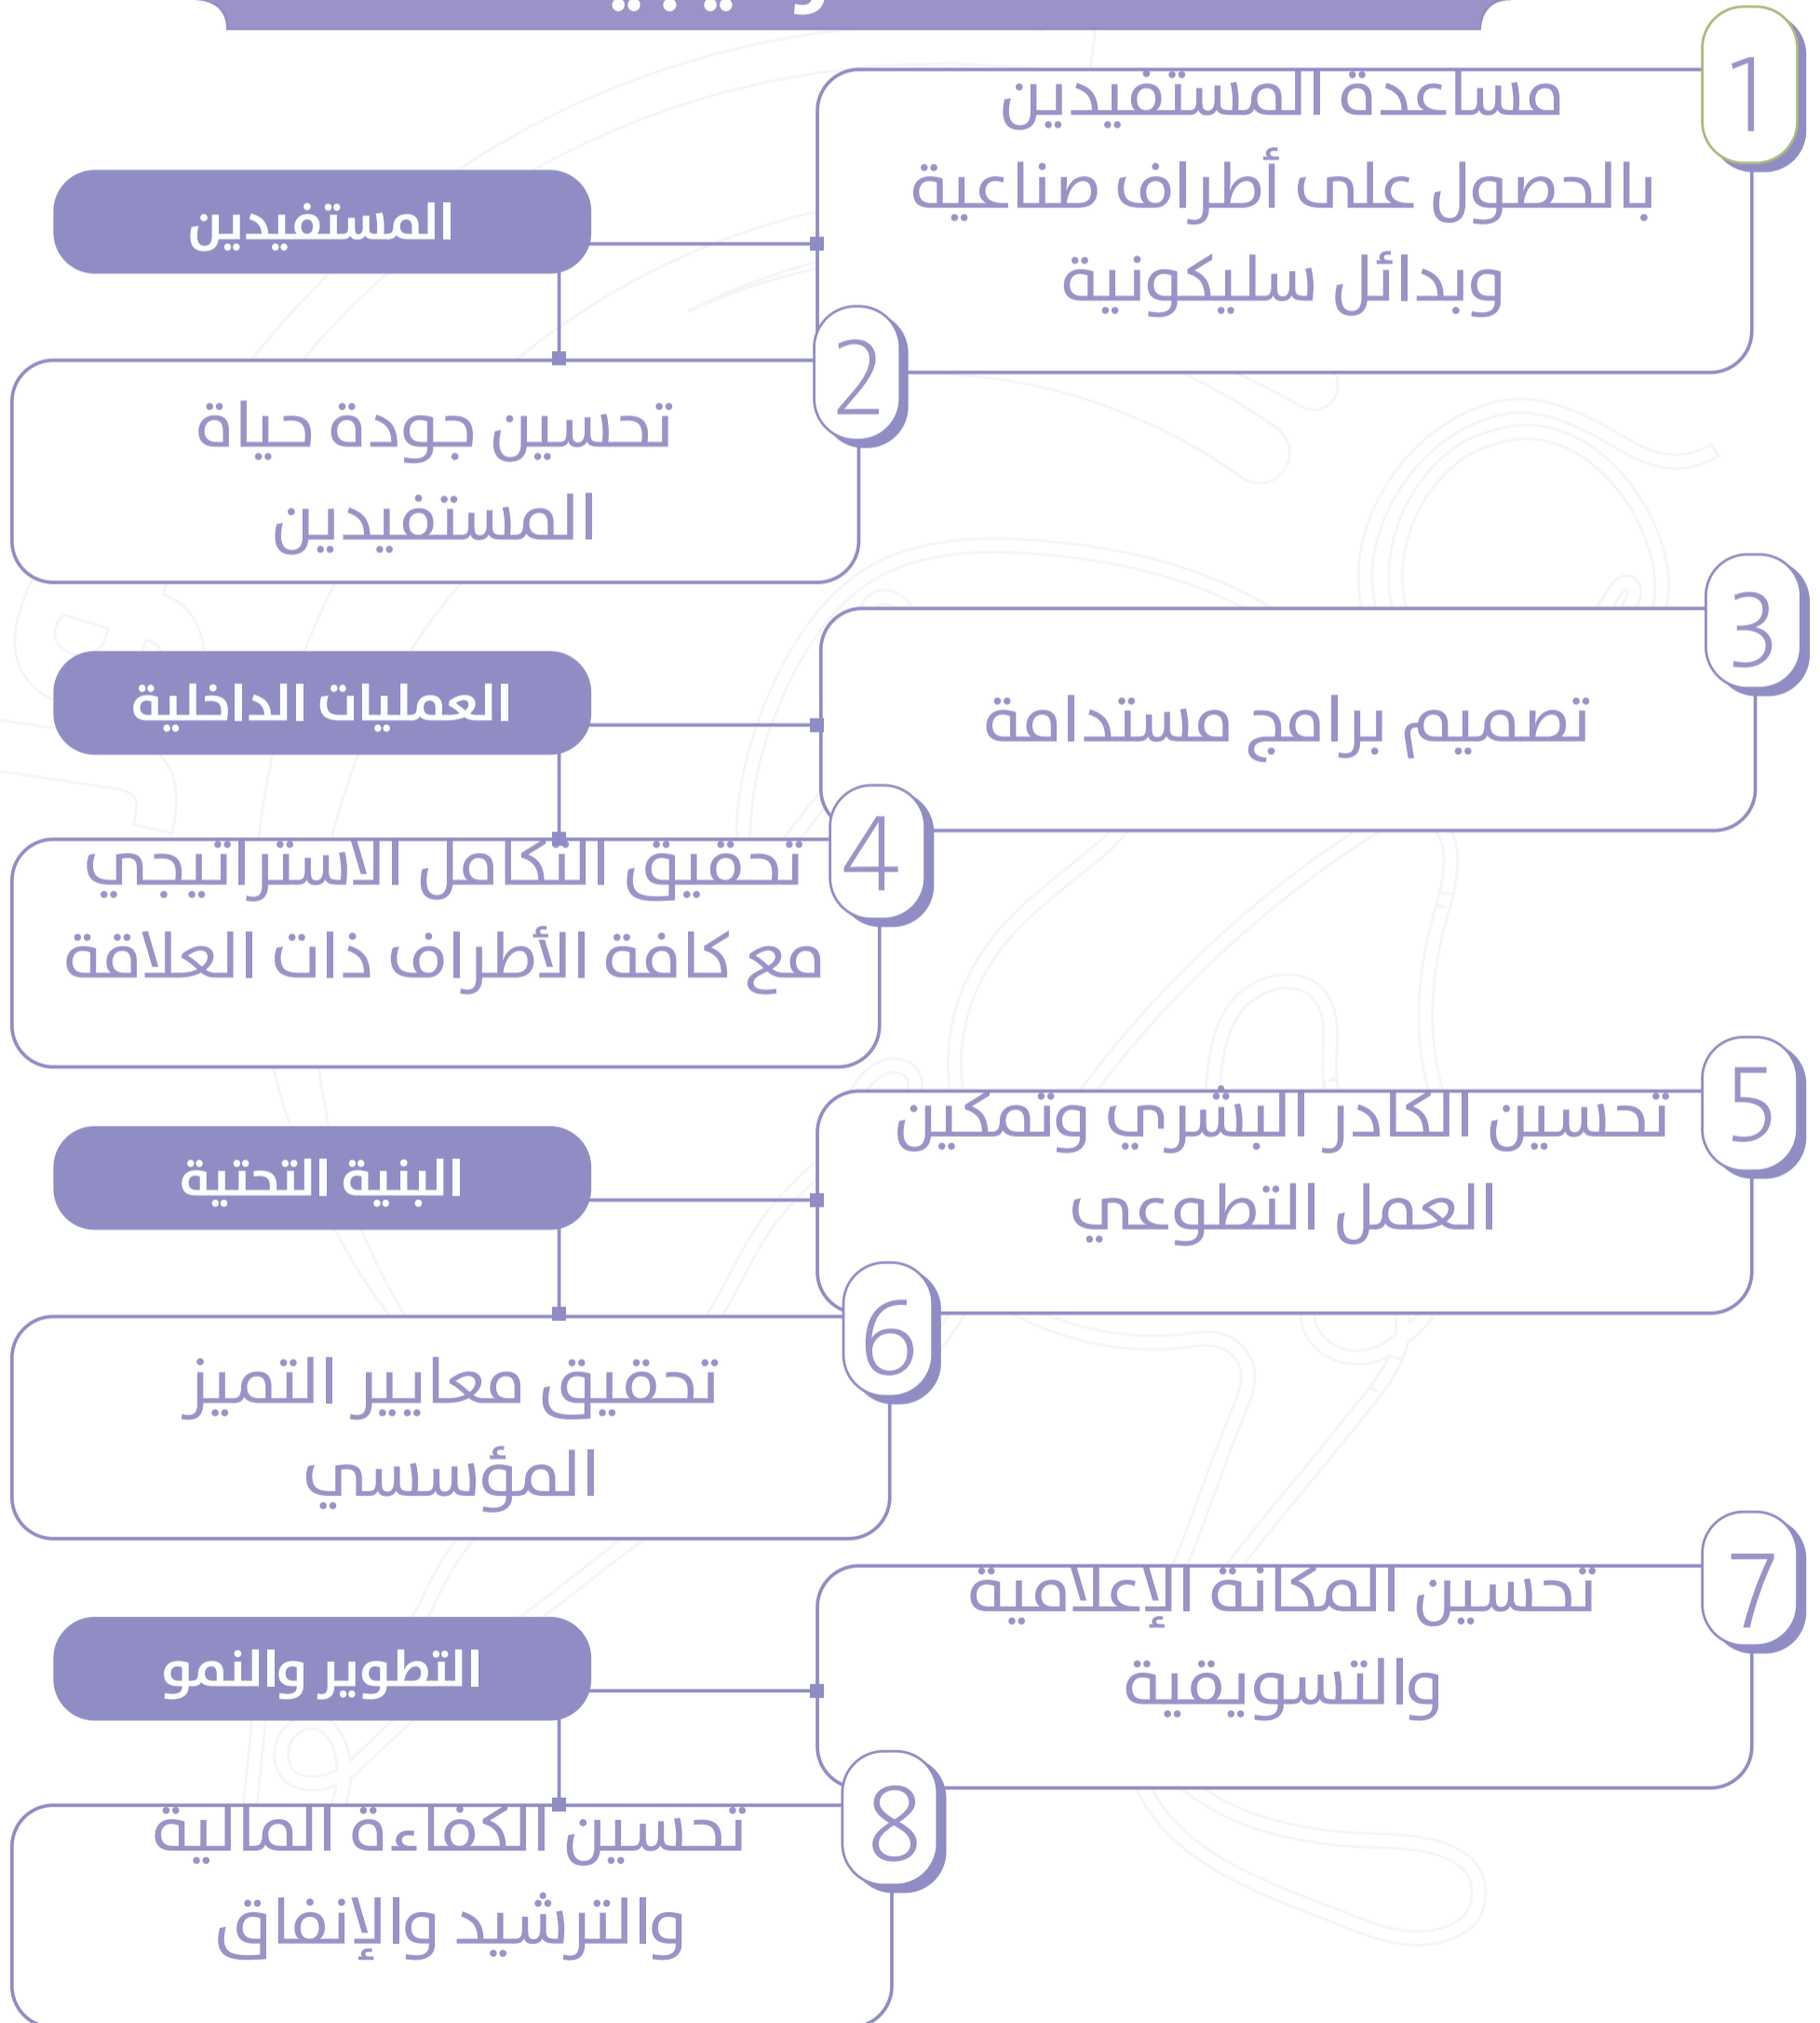 1
مساعدة المستفيدين
بالحصول على أطراف صناعية
وبدائل سليكونية
المستفيدين
2
تحسين جودة حياة
المستفيدين
3
تصميم برامج مستدامة
العمليات الداخلية
4
تحقيق التكامل الاستراتيجي
مع كافة الأطراف ذات العلاقة
5
تحسين الكادر البشري وتمكين
العمل التطوعي
البنية التحتية
6
تحقيق معايير التميز
المؤسسي
7
تحسين المكانة الإعلامية
والتسويقية
التطوير والنمو
8
تحسين الكفاءة المالية
والترشيد والإنفاق